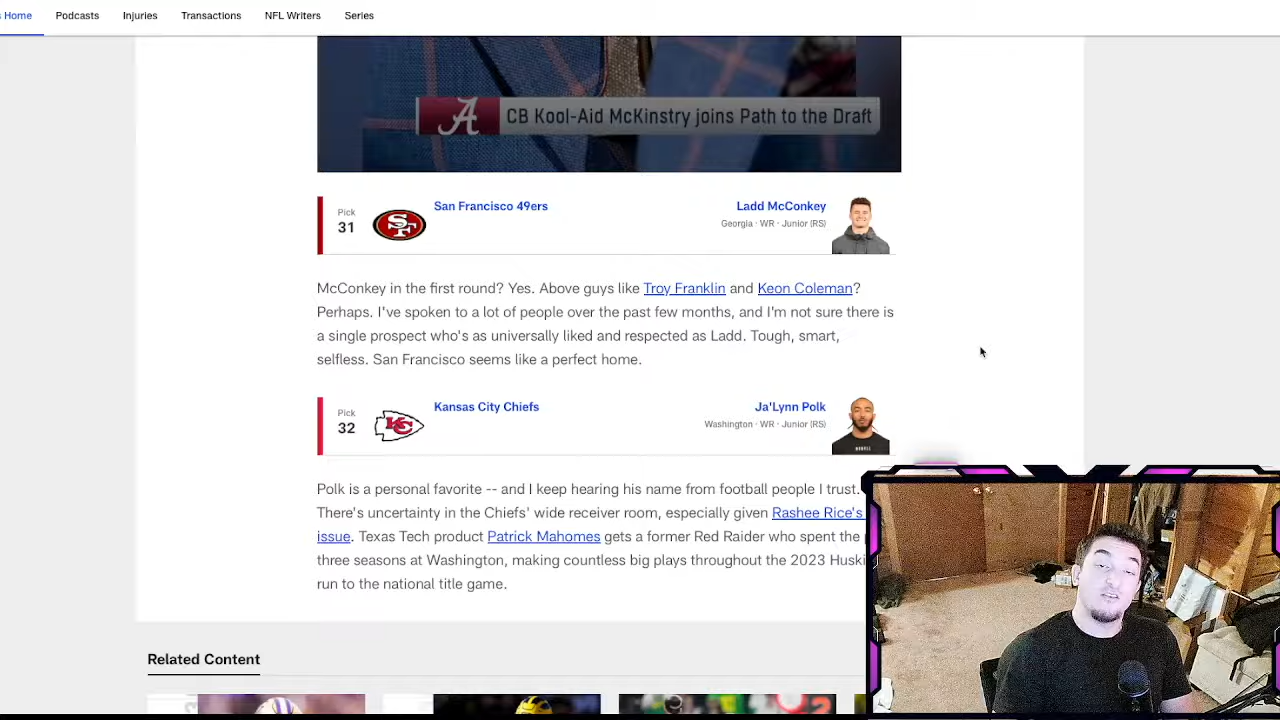 Home
Podcasts
Injuries
Transactions
NFL Writers
Series
CB Kool-Aid McKinstry joins Path to the Draft
Pick
31
San Francisco 49ers
Ladd McConkey
Georgia · WR · Junior (RS)
McConkey in the first round? Yes. Above guys like Troy Franklin and Keon Coleman?
Perhaps. I've spoken to a lot of people over the past few months, and I'm not sure there is
a single prospect who's as universally liked and respected as Ladd. Tough, smart,
selfless. San Francisco seems like a perfect home.
Pick
32
Kansas City Chiefs
Ja'Lynn Polk
Washington · WR · Junior (RS)
Polk is a personal favorite -- and I keep hearing his name from football people I trust.
There's uncertainty in the Chiefs' wide receiver room, especially given Rashee Rice's
issue. Texas Tech product Patrick Mahomes gets a former Red Raider who spent the
three seasons at Washington, making countless big plays throughout the 2023
run to the national title game.
Related Content